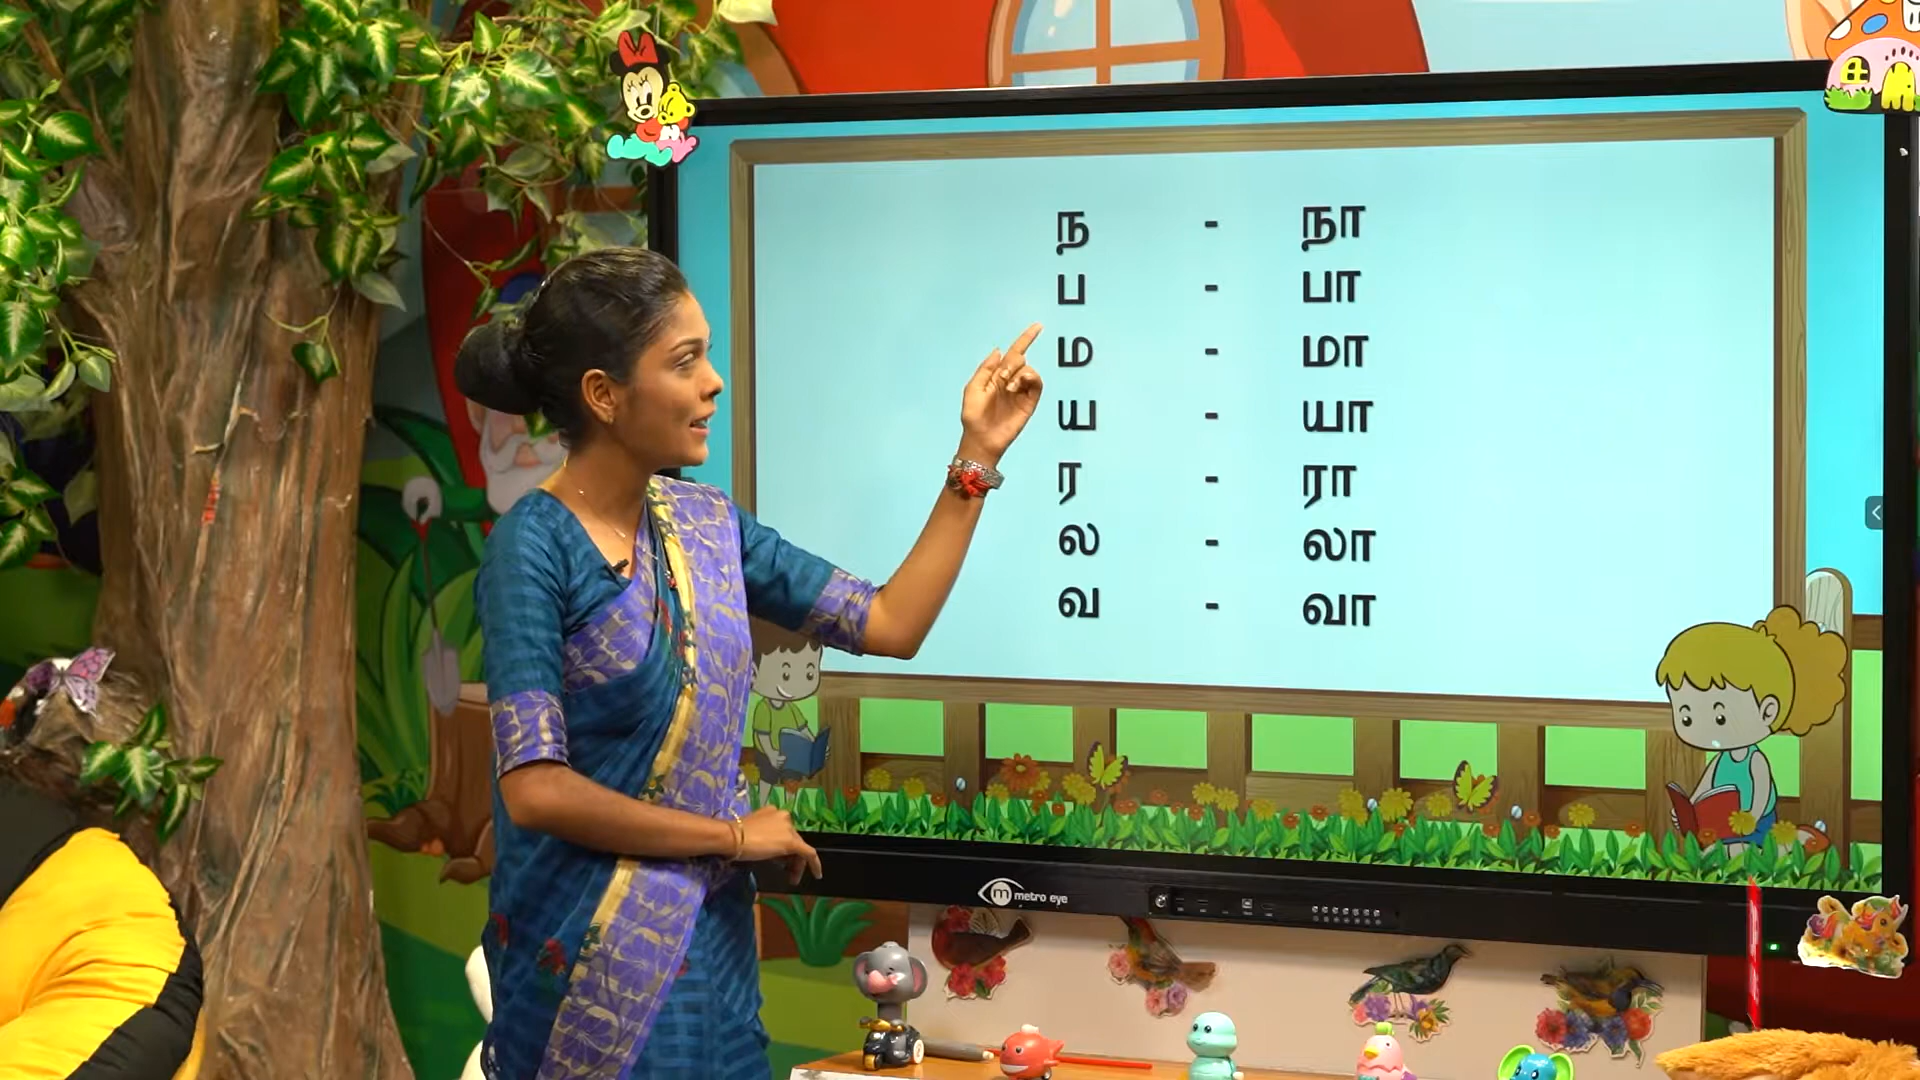 ந - நா
ப - பா
ம - மா
ய - யா
ர - ரா
ல - லா
வ - வா
metro eye